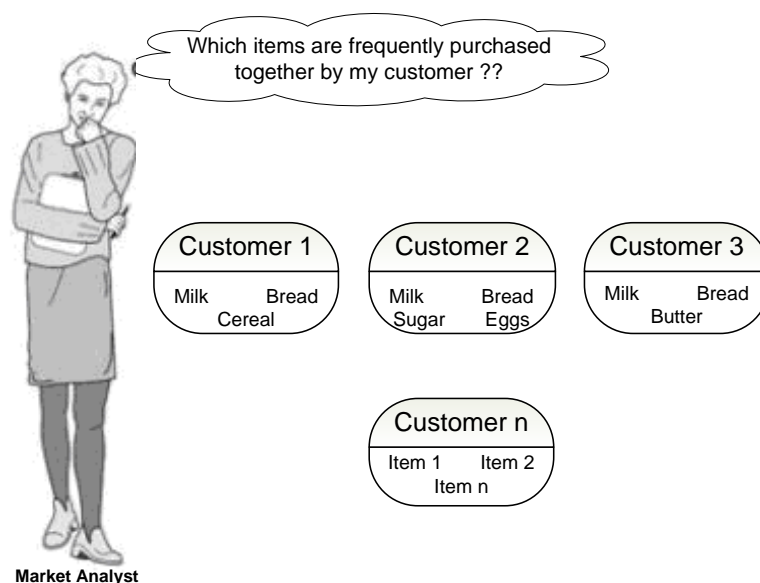 Which items are frequently purchased
together by my customer ??
Customer 1
Milk Bread
Cereal
Customer 2
Milk Bread
Sugar Eggs
Customer 3
Milk Bread
Butter
Customer n
Item 1 Item 2
Item n
Market Analyst